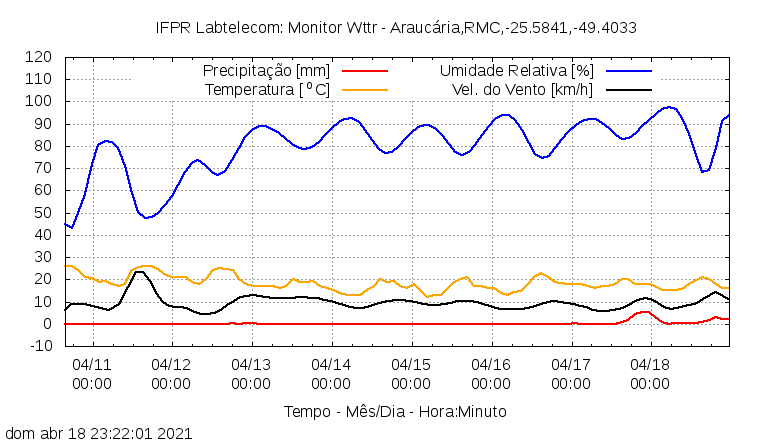 IFPR Labtelecom: Monitor Wttr - Araucária,RMC,-25.5841,-49.4033
120
110
100
90
80
70
60
50
40
30
20
10
0
-10
Precipitação [mm]
Temperatura [⁰C]
Umidade Relativa [%]
Vel. do Vento [km/h]
04/11 04/12 04/13 04/14 04/15 04/16 04/17 04/18
00:00 00:00 00:00 00:00 00:00 00:00 00:00 00:00
Tempo - Mês/Dia - Hora:Minuto
dom abr 18 23:22:01 2021